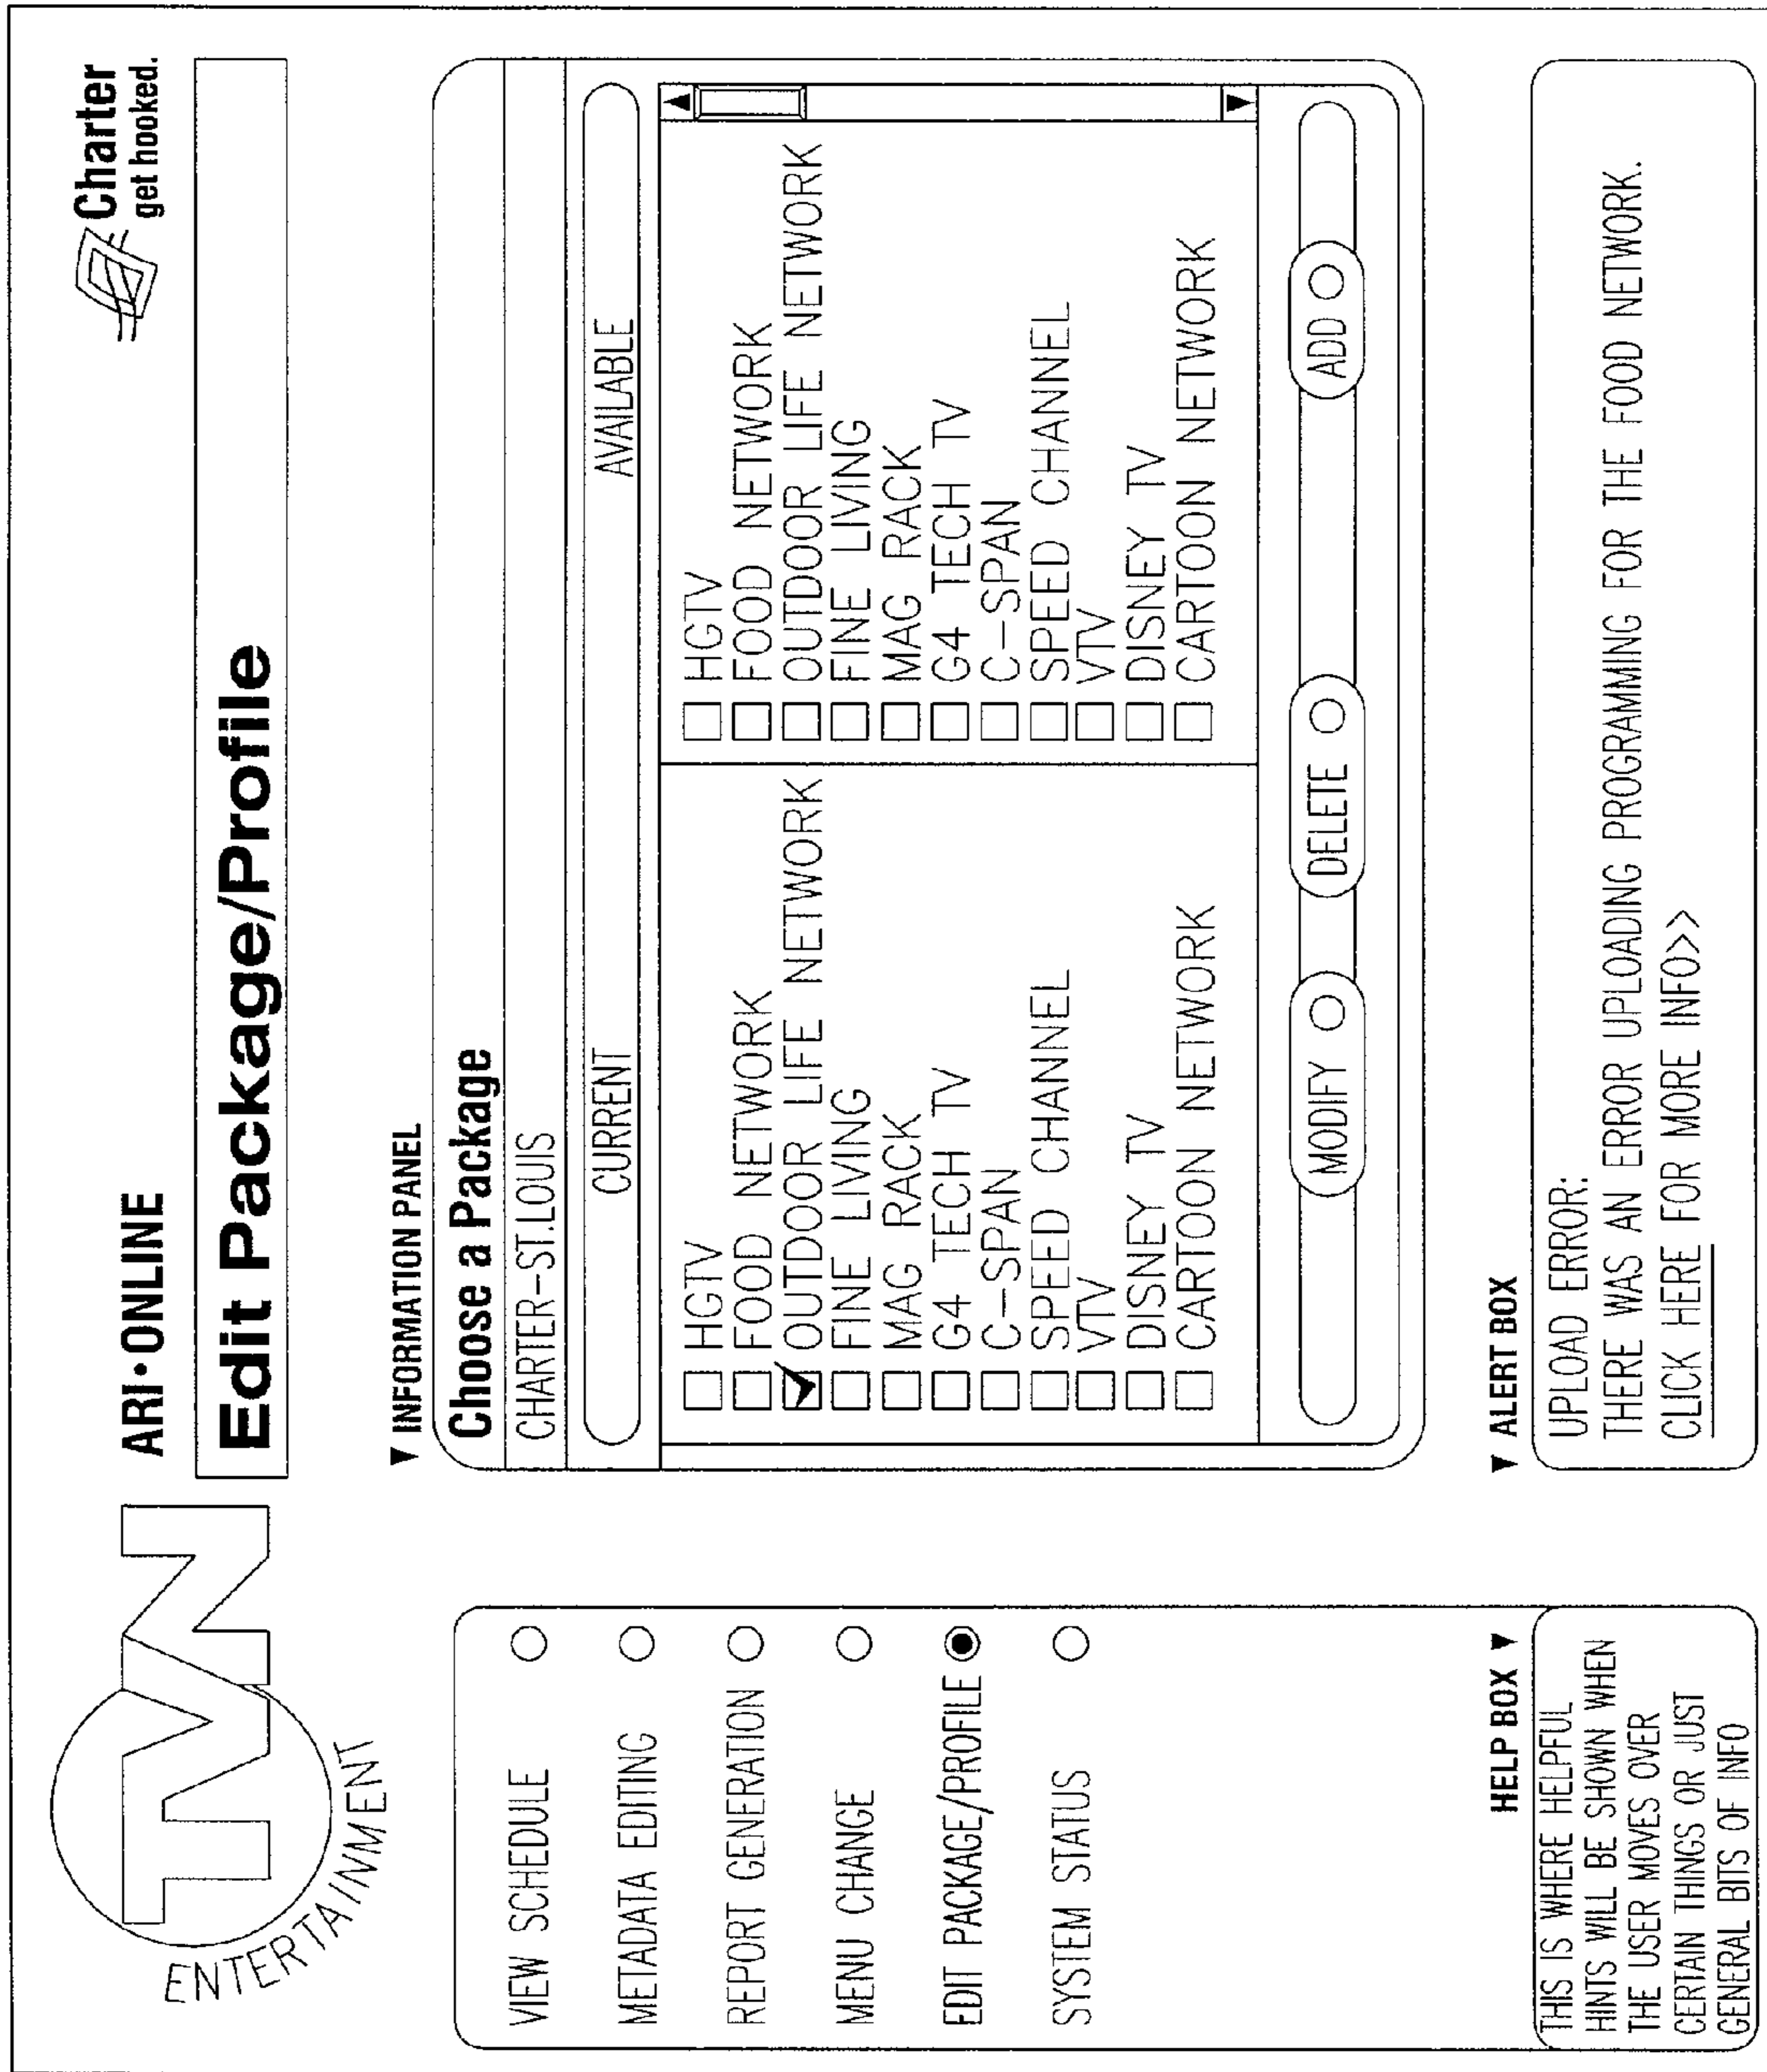 TVN
ENTERTAINMENT
ARI•ONLINE
Charter
get hooked.
Edit Package/Profile
VIEW SCHEDULE
METADATA EDITING
REPORT GENERATION
MENU CHANGE
EDIT PACKAGE/PROFILE
SYSTEM STATUS
▼ INFORMATION PANEL
Choose a Package
CHARTER-ST.LOUIS
CURRENT
HGTV
FOOD NETWORK
OUTDOOR LIFE NETWORK
FINE LIVING
MAG RACK
G4 TECH TV
C-SPAN
SPEED CHANNEL
VTV
DISNEY TV
CARTOON NETWORK
AVAILABLE
HGTV
FOOD NETWORK
OUTDOOR LIFE NETWORK
FINE LIVING
MAG RACK
G4 TECH TV
C-SPAN
SPEED CHANNEL
VTV
DISNEY TV
CARTOON NETWORK
MODIFY
DELETE
ADD
HELP BOX ▼
THIS IS WHERE HELPFUL
HINTS WILL BE SHOWN WHEN
THE USER MOVES OVER
CERTAIN THINGS OR JUST
GENERAL BITS OF INFO
▼ ALERT BOX
UPLOAD ERROR:
THERE WAS AN ERROR UPLOADING PROGRAMMING FOR THE FOOD NETWORK.
CLICK HERE FOR MORE INFO>>